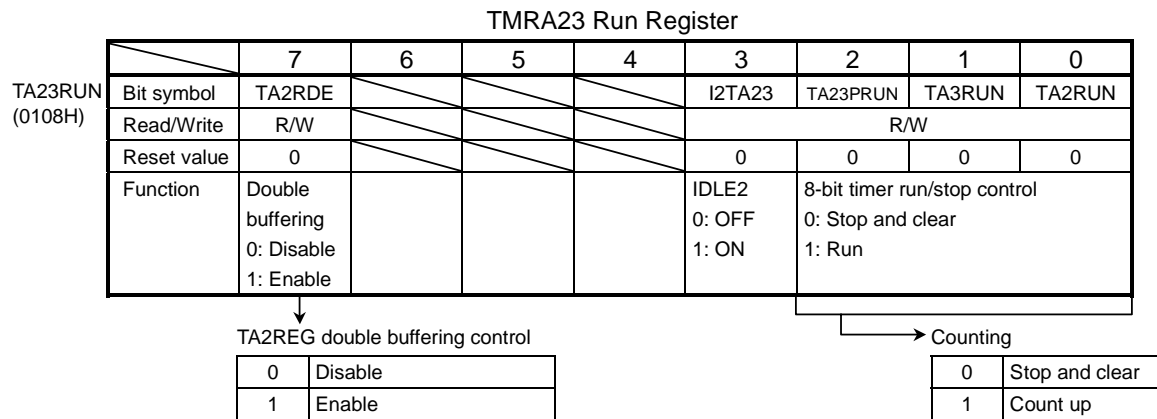 TMRA23 Run Register
7 6 5 4 3 2 1 0
TA23RUN
(0108H)
Bit symbol TA2RDE I2TA23 TA23PRUN TA3RUN TA2RUN
Read/Write R/W R/W
Reset value 0 0 0 0 0
Function Double IDLE2 8-bit timer run/stop control
buffering 0: OFF 0: Stop and clear
0: Disable 1: ON 1: Run
1: Enable
TA2REG double buffering control Counting
0 Disable 0 Stop and clear
1 Enable 1 Count up